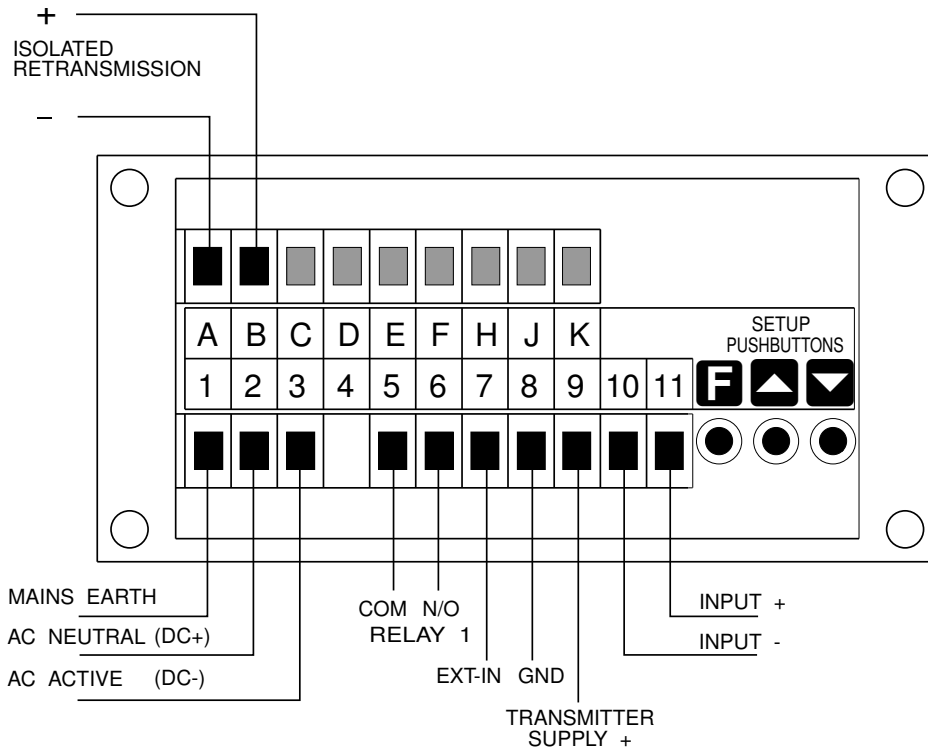 +
ISOLATED
RETRANSMISSION
–
A B C D E F H J K
SETUP
PUSHBUTTONS
1 2 3 4 5 6 7 8 9 10 11 F
MAINS EARTH
AC NEUTRAL (DC+)
AC ACTIVE (DC-)
COM N/O
RELAY 1
EXT-IN GND
TRANSMITTER
SUPPLY +
INPUT +
INPUT -